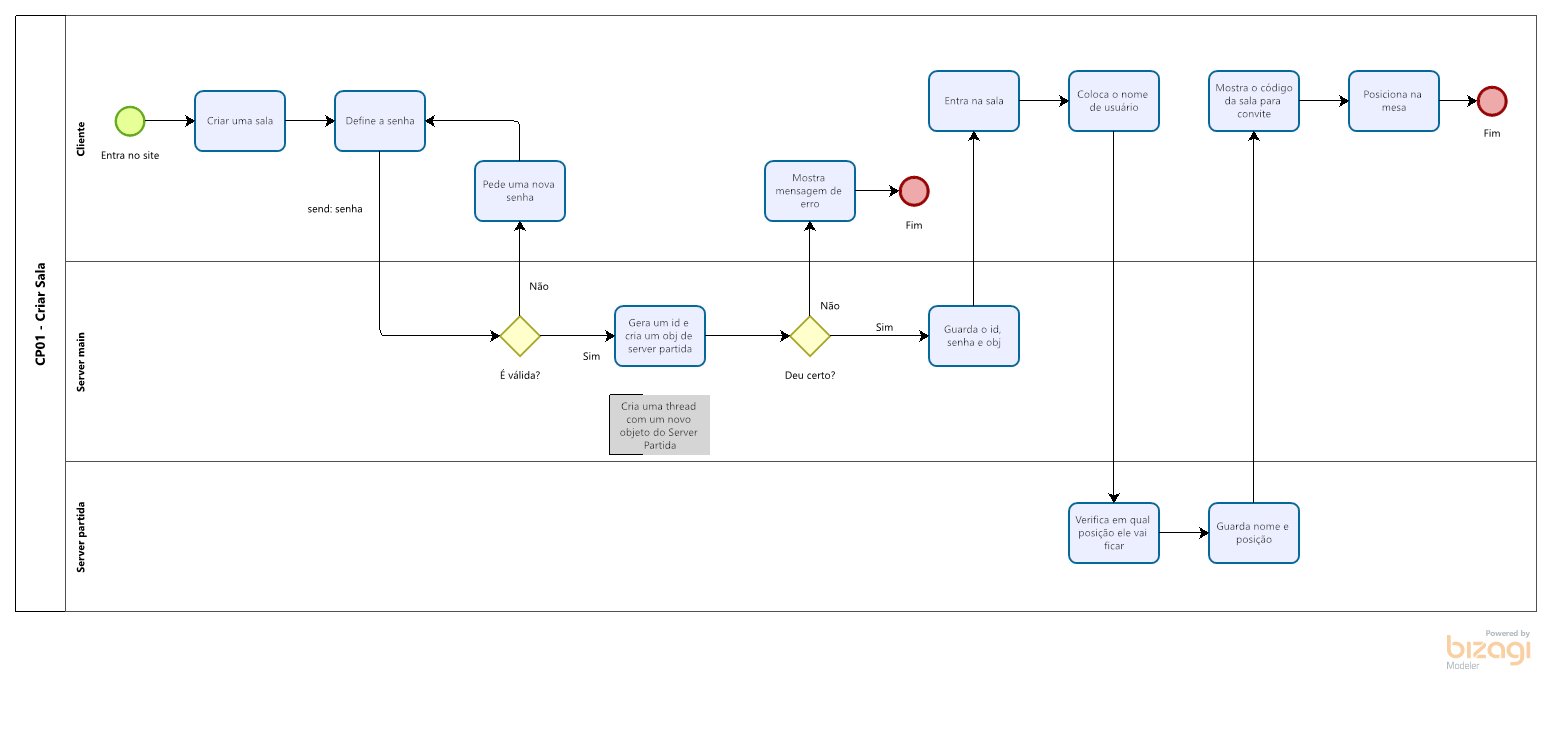 CP01 - Criar Sala
Cliente
Entra no site
Criar uma sala
Define a senha
send: senha
Pede uma nova
senha
Mostra
mensagem de
erro
Fim
Entra na sala
Coloca o nome
de usuário
Mostra o código
da sala para
convite
Posiciona na
mesa
Fim
Server main
Não
É válida?
Sim
Gera um id e
cria um obj de
server partida
Cria uma thread
com um novo
objeto do Server
Partida
Não
Deu certo?
Sim
Guarda o id,
senha e obj
Server partida
Verifica em qual
posição ele vai
ficar
Guarda nome e
posição
Powered by
bizagi
Modeler